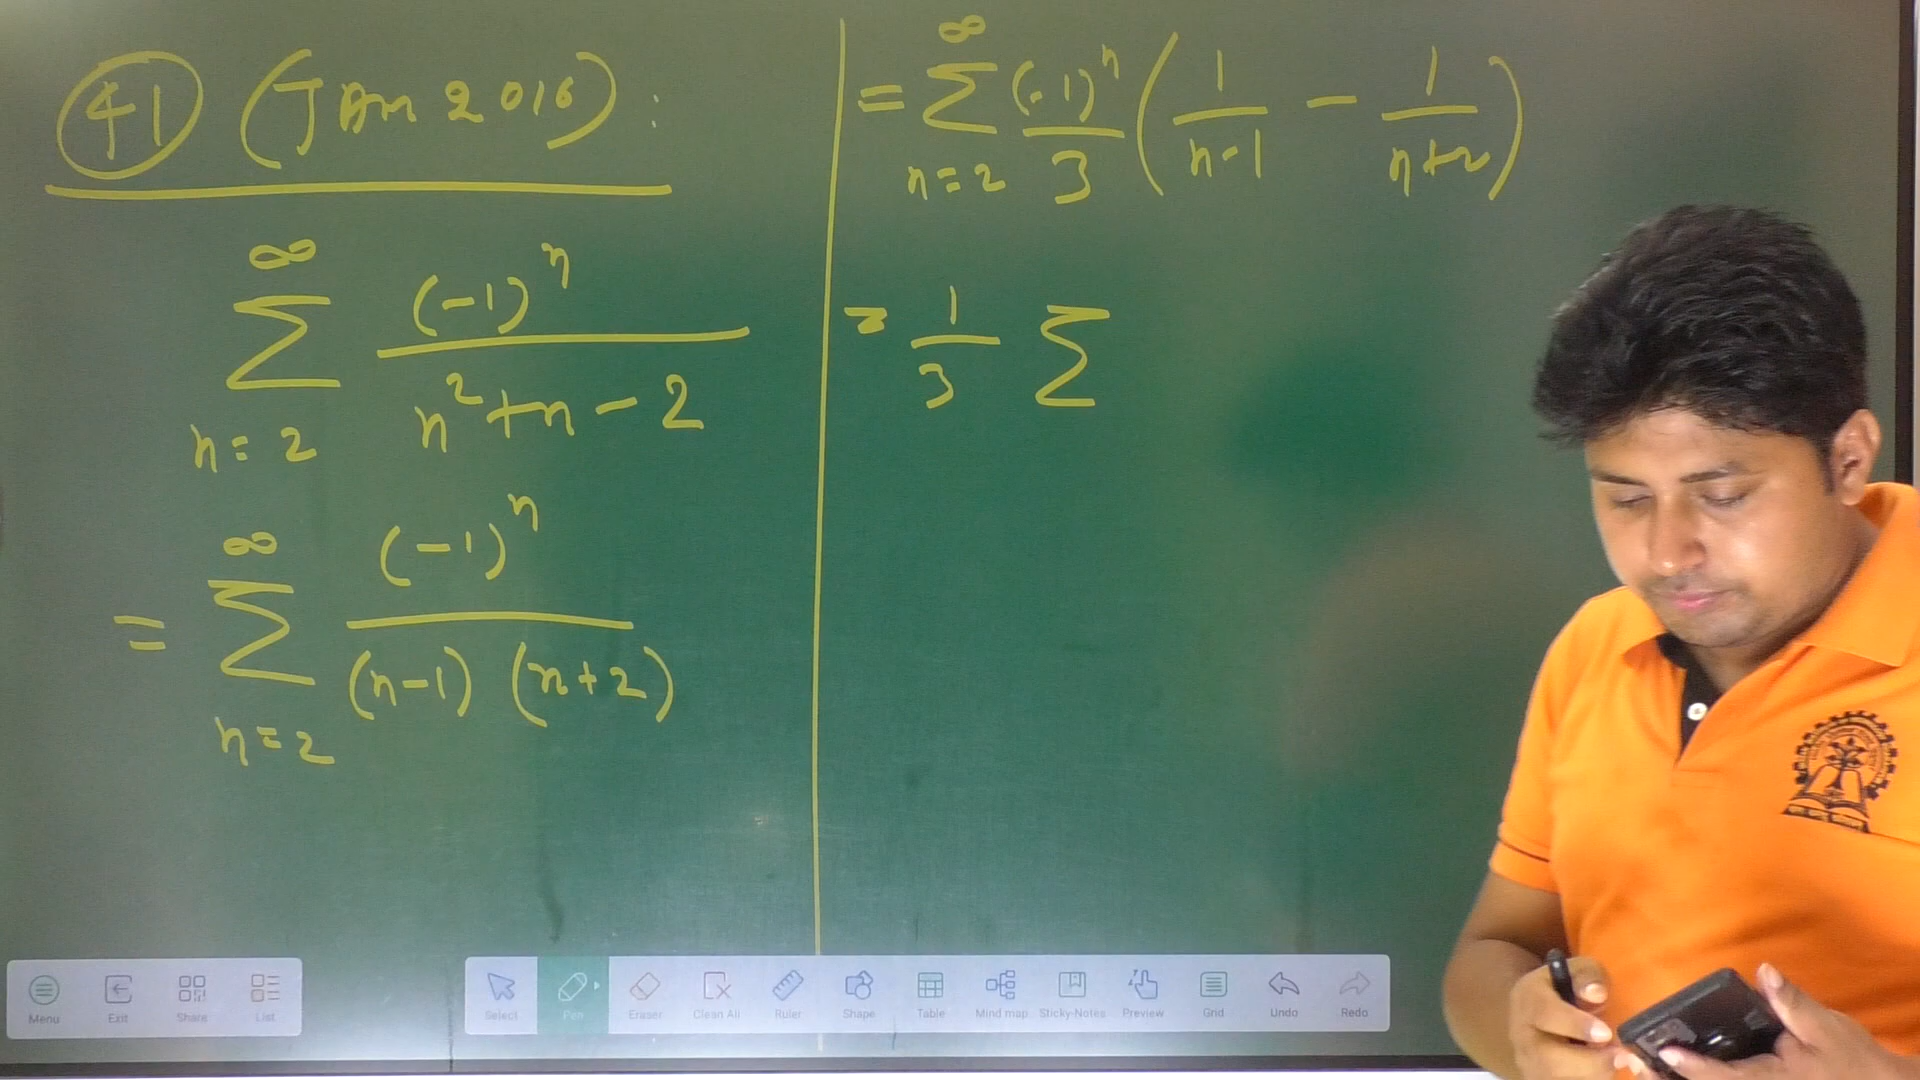 41 (JAM 2016) :
∞ (-1)^n
Σ ─────
n=2 n²+n-2
∞ (-1)^n
= Σ ─────
n=2 (n-1) (n+2)
= ∞ Σ n=2 (-1)^n/3 (1/(n-1) - 1/(n+2))
= 1/3 Σ
Menu Exit Share List
Select Pen Eraser Clean All Ruler Shape Table Mind map Sticky-Notes Preview Grid Undo Redo